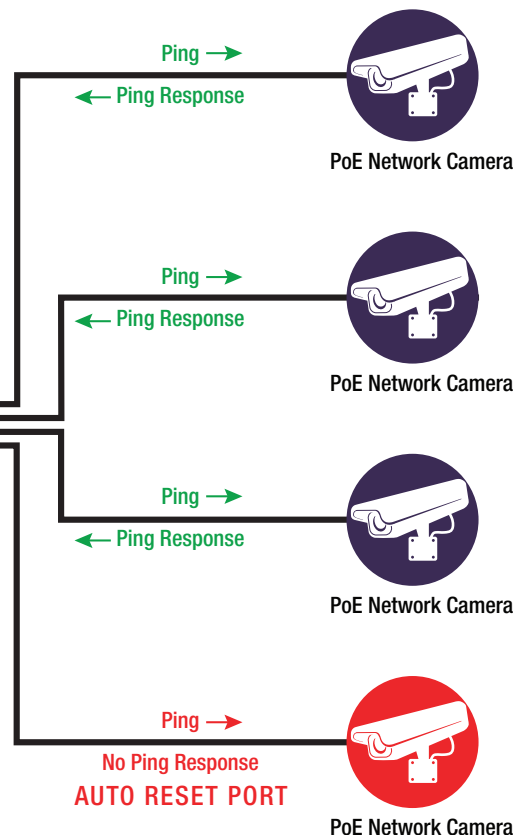 Ping →
← Ping Response
PoE Network Camera
Ping →
← Ping Response
PoE Network Camera
Ping →
← Ping Response
PoE Network Camera
Ping →
No Ping Response
AUTO RESET PORT
PoE Network Camera